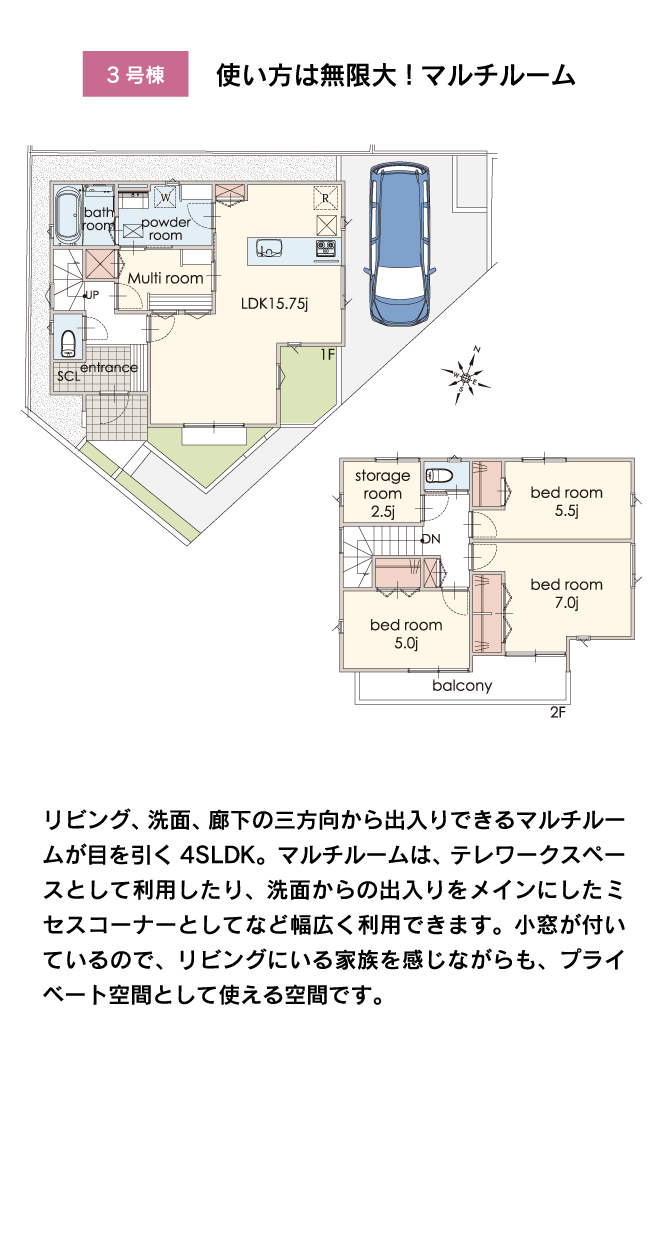 3号棟
使い方は無限大！マルチルーム
bath
room
W
powder
room
R
Multi room
UP
LDK15.75j
1F
SCL
entrance
N
W
E
S
storage
room
2.5j
bed room
5.5j
DN
bed room
7.0j
bed room
5.0j
balcony
2F
リビング、洗面、廊下の三方向から出入りできるマルチルー
ムが目を引く4SLDK。マルチルームは、テレワークスペー
スとして利用したり、洗面からの出入りをメインにしたミ
セスコーナーとしてなど幅広く利用できます。小窓が付い
ているので、リビングにいる家族を感じながらも、プライ
ベート空間として使える空間です。